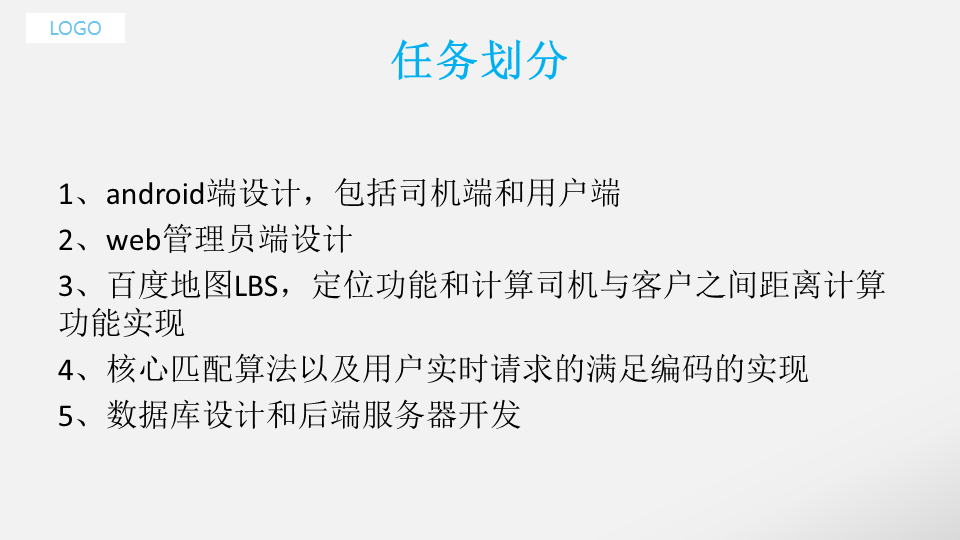 LOGO
任务划分
1、android端设计，包括司机端和用户端
2、web管理员端设计
3、百度地图LBS，定位功能和计算司机与客户之间距离计算
功能实现
4、核心匹配算法以及用户实时请求的满足编码的实现
5、数据库设计和后端服务器开发